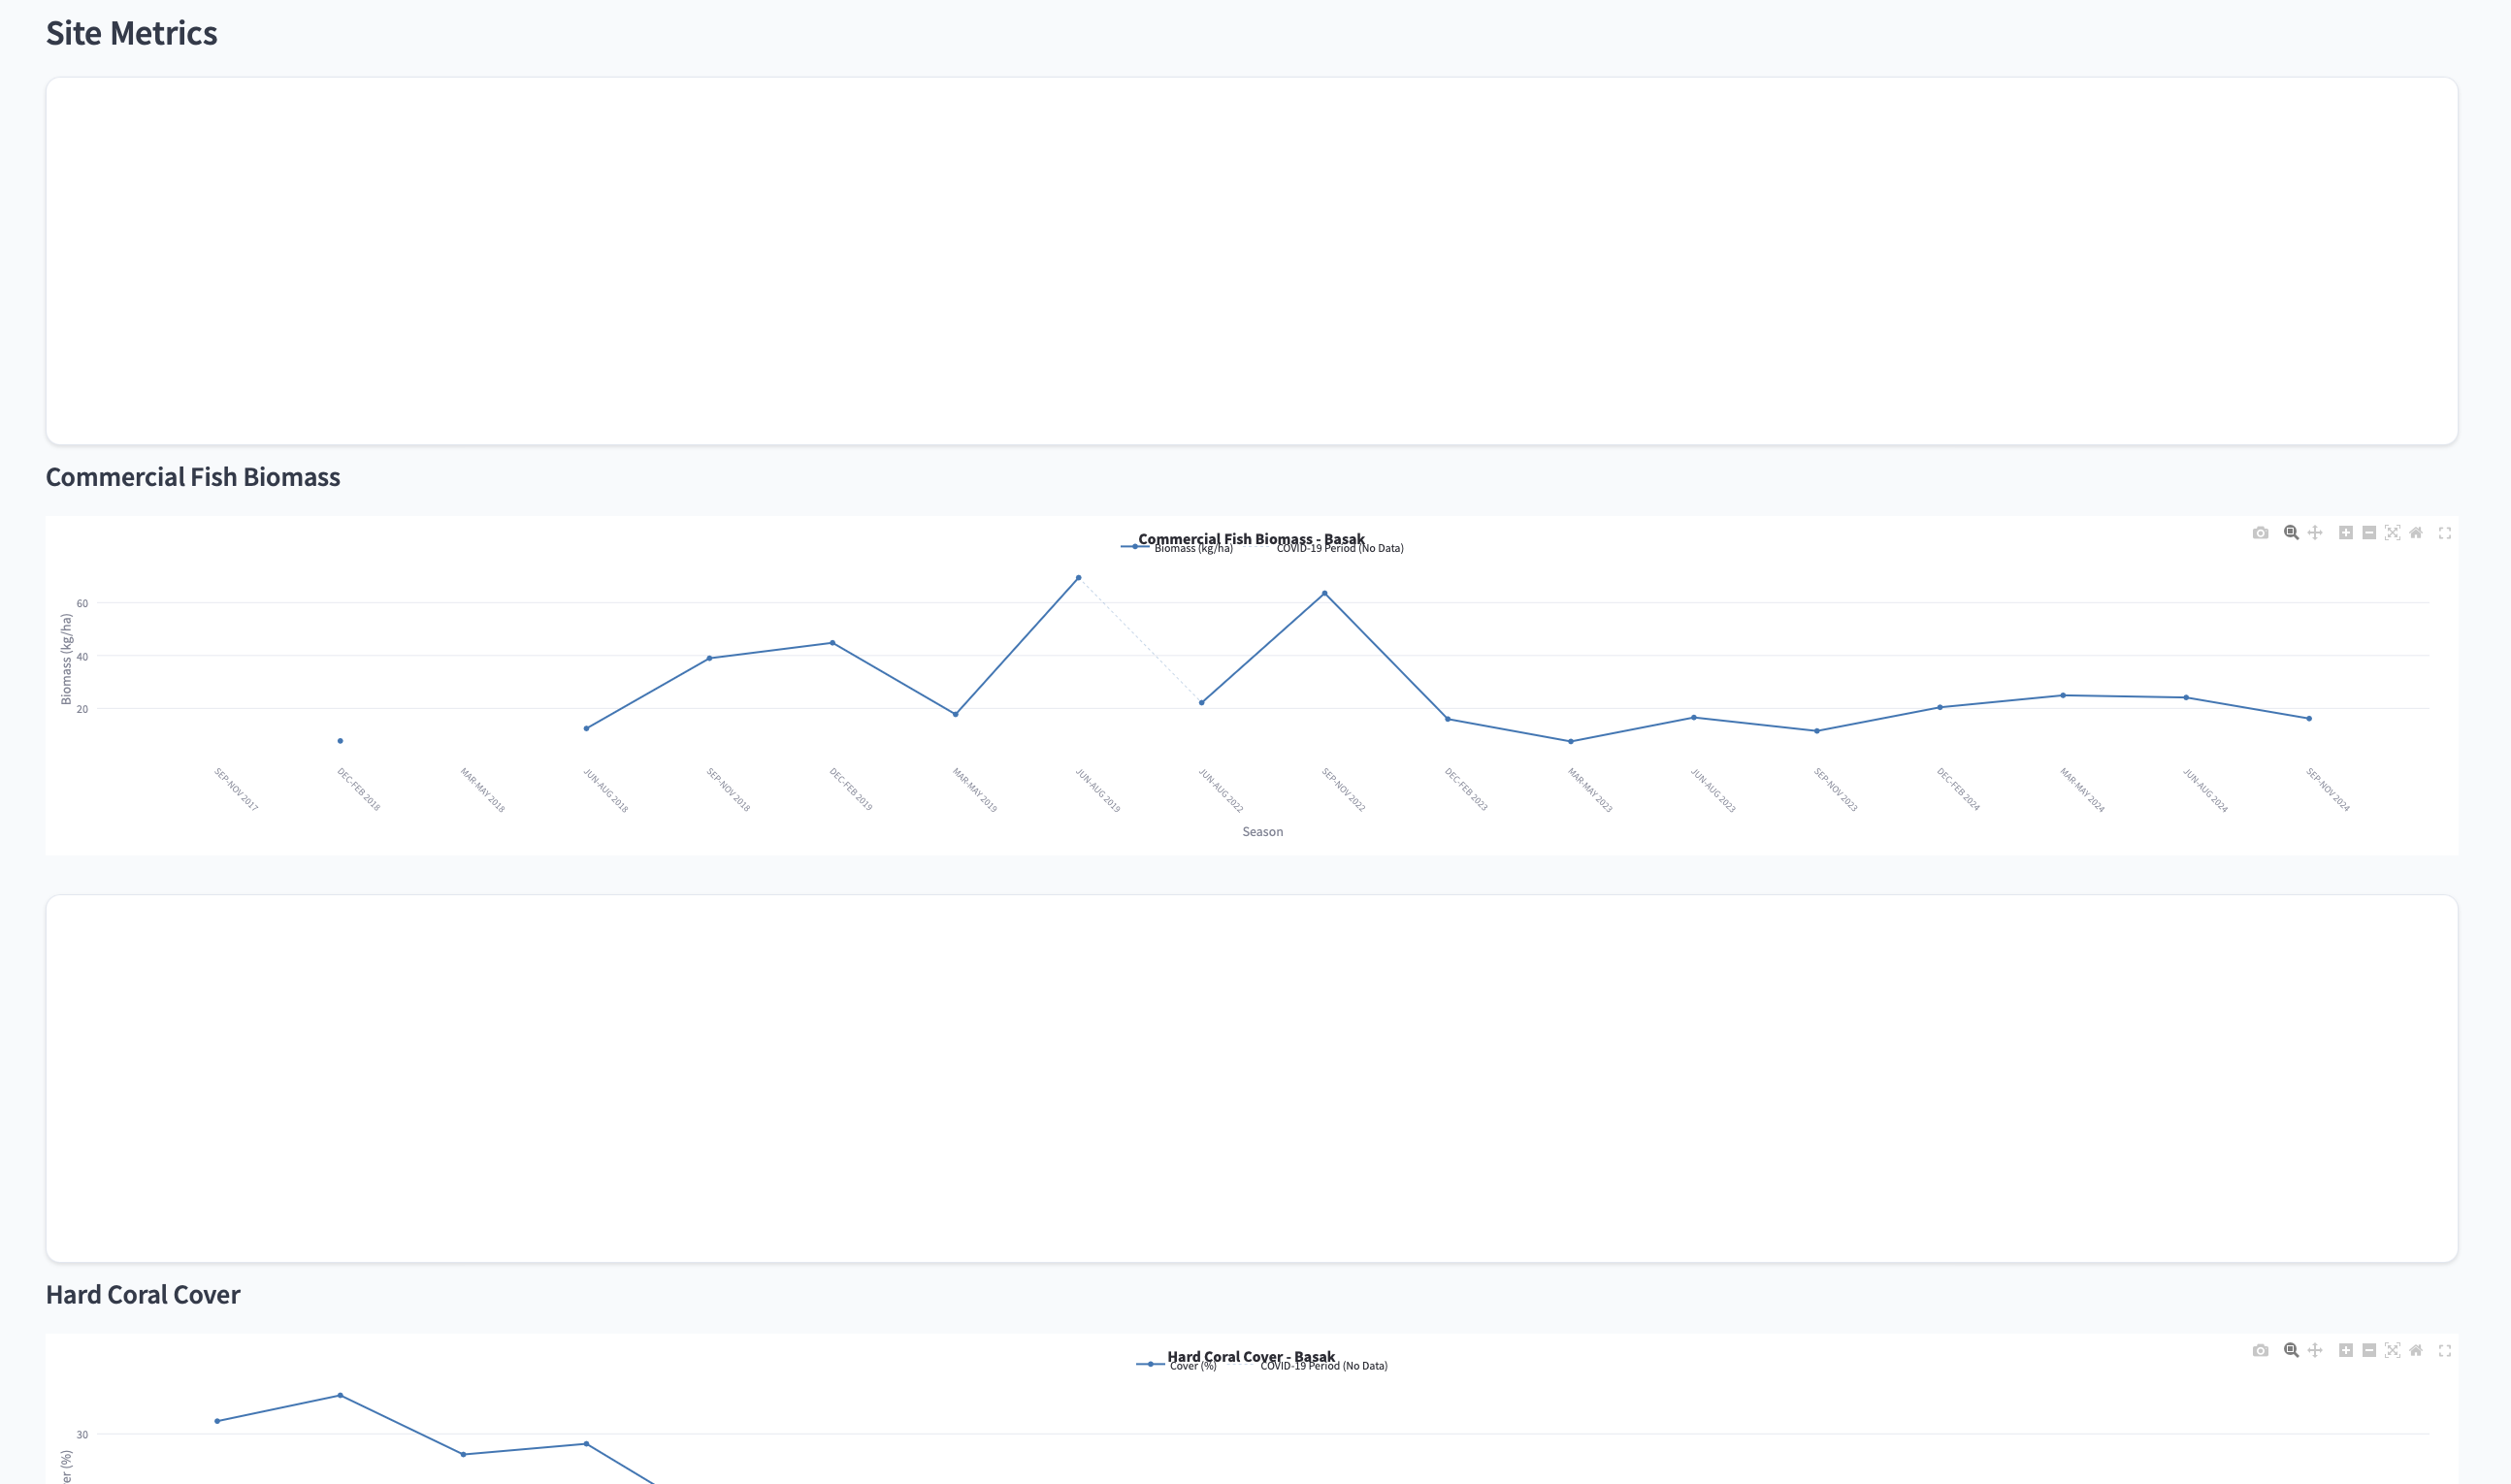 Site Metrics
Commercial Fish Biomass
Commercial Fish Biomass - Basak
Biomass (kg/ha)
COVID-19 Period (No Data)
60
40
20
Biomass (kg/ha)
SEP-NOV 2017
DEC-FEB 2018
MAR-MAY 2018
JUN-AUG 2018
SEP-NOV 2018
DEC-FEB 2019
MAR-MAY 2019
JUN-AUG 2019
JUN-AUG 2022
SEP-NOV 2022
DEC-FEB 2023
MAR-MAY 2023
JUN-AUG 2023
SEP-NOV 2023
DEC-FEB 2024
MAR-MAY 2024
JUN-AUG 2024
SEP-NOV 2024
Season
Hard Coral Cover
Hard Coral Cover - Basak
Cover (%)
COVID-19 Period (No Data)
30
er (%)